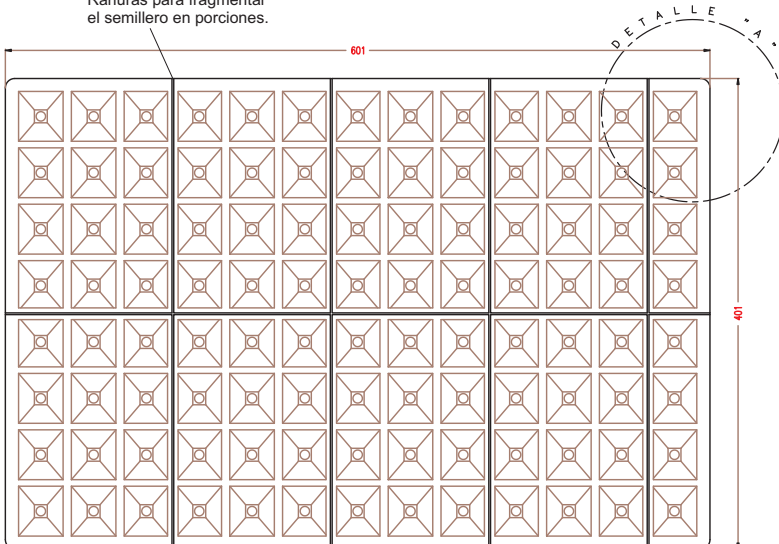 Ranuras para fragmentar
el semillero en porciones.
601
DETALLE "A"
401